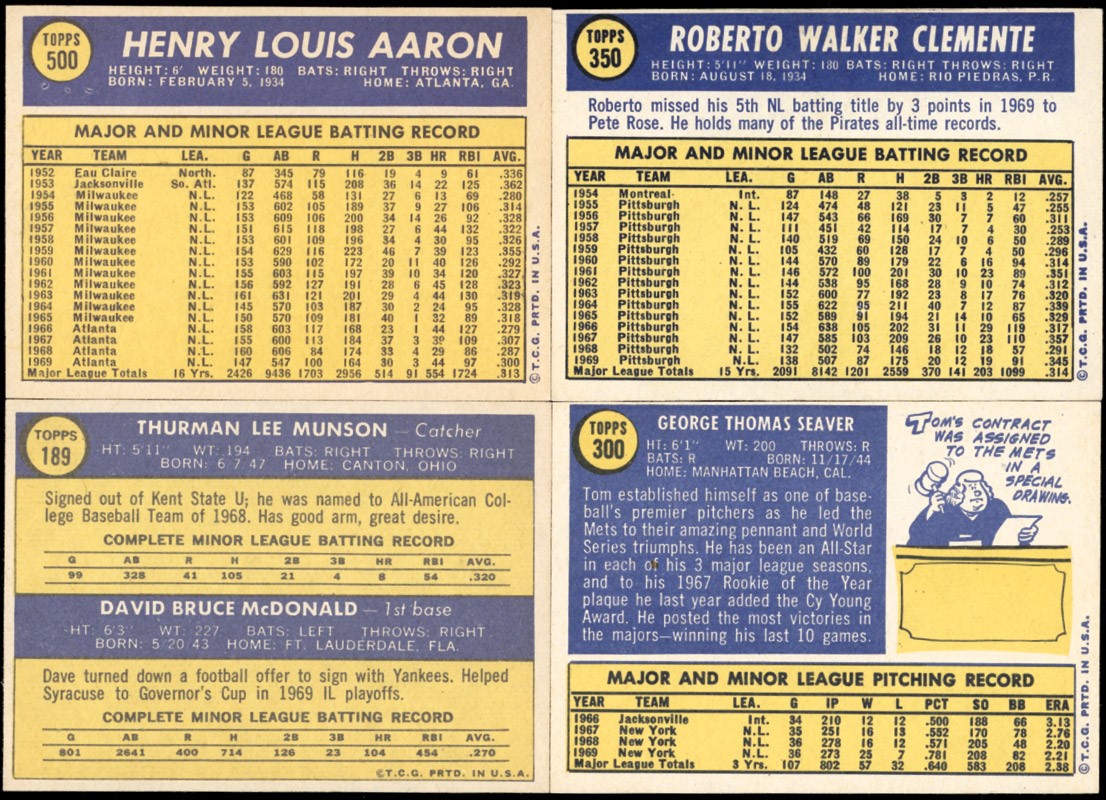 TOPPS
500
HENRY LOUIS AARON
HEIGHT: 6' WEIGHT: 180 BATS: RIGHT THROWS: RIGHT
BORN: FEBRUARY 5, 1934 HOME: ATLANTA, GA.
MAJOR AND MINOR LEAGUE BATTING RECORD
YEAR TEAM LEA. G AB R H 2B 3B HR RBI AVG.
1952 Eau Claire North. 87 345 79 116 19 4 9 61 .336
1953 Jacksonville So. Atl. 137 574 115 208 36 14 22 125 .362
1954 Milwaukee N.L. 122 468 58 131 27 6 13 69 .280
1955 Milwaukee N.L. 153 602 105 189 37 9 27 106 .314
1956 Milwaukee N.L. 153 609 106 200 34 14 26 92 .328
1957 Milwaukee N.L. 151 615 118 198 27 6 44 132 .322
1958 Milwaukee N.L. 153 601 109 196 34 4 30 95 .326
1959 Milwaukee N.L. 154 629 116 223 46 7 39 123 .355
1960 Milwaukee N.L. 153 590 102 172 20 11 40 126 .292
1961 Milwaukee N.L. 155 603 115 197 39 10 34 120 .327
1962 Milwaukee N.L. 156 592 127 191 28 6 45 128 .323
1963 Milwaukee N.L. 161 631 121 201 29 4 44 130 .319
1964 Milwaukee N.L. 145 570 103 187 30 2 24 95 .328
1965 Milwaukee N.L. 150 570 109 181 40 1 32 89 .318
1966 Atlanta N.L. 158 603 117 168 23 1 44 127 .279
1967 Atlanta N.L. 155 600 113 184 37 3 39 109 .307
1968 Atlanta N.L. 160 606 84 174 33 4 29 86 .287
1969 Atlanta N.L. 147 547 100 164 30 3 44 97 .300
Major League Totals 16 Yrs. 2426 9436 1703 2956 514 91 554 1724 .313
© T.C.G. PRTD. IN U.S.A.
TOPPS
350
ROBERTO WALKER CLEMENTE
HEIGHT: 5'11" WEIGHT: 180 BATS: RIGHT THROWS: RIGHT
BORN: AUGUST 18, 1934 HOME: RIO PIEDRAS, P.R.
Roberto missed his 5th NL batting title by 3 points in 1969 to
Pete Rose. He holds many of the Pirates all-time records.
MAJOR AND MINOR LEAGUE BATTING RECORD
YEAR TEAM LEA. G AB R H 2B 3B HR RBI AVG.
1954 Montreal Int. 87 148 27 38 5 3 2 12 .257
1955 Pittsburgh N.L. 124 474 48 121 23 11 5 47 .255
1956 Pittsburgh N.L. 147 543 66 169 30 7 7 60 .311
1957 Pittsburgh N.L. 111 451 42 114 17 7 4 30 .253
1958 Pittsburgh N.L. 140 519 69 150 24 10 6 50 .289
1959 Pittsburgh N.L. 105 432 60 128 17 7 4 50 .296
1960 Pittsburgh N.L. 144 570 89 179 22 6 16 94 .314
1961 Pittsburgh N.L. 146 572 100 201 30 10 23 89 .351
1962 Pittsburgh N.L. 144 538 95 168 28 9 10 74 .312
1963 Pittsburgh N.L. 152 600 77 192 23 8 17 76 .320
1964 Pittsburgh N.L. 155 622 95 211 40 7 12 87 .339
1965 Pittsburgh N.L. 152 589 91 194 21 14 10 65 .329
1966 Pittsburgh N.L. 154 638 105 202 31 11 29 119 .317
1967 Pittsburgh N.L. 147 585 103 209 26 10 23 110 .357
1968 Pittsburgh N.L. 132 502 74 146 18 12 18 57 .291
1969 Pittsburgh N.L. 138 507 87 175 20 12 19 91 .345
Major League Totals 15 Yrs. 2091 8142 1201 2559 370 141 203 1099 .314
© T.C.G. PRTD. IN U.S.A.
TOPPS
189
THURMAN LEE MUNSON — Catcher
HT: 5'11" WT: 194 BATS: RIGHT THROWS: RIGHT
BORN: 6 7 47 HOME: CANTON, OHIO
Signed out of Kent State U; he was named to All-American Col-
lege Baseball Team of 1968. Has good arm, great desire.
COMPLETE MINOR LEAGUE BATTING RECORD
G AB R H 2B 3B HR RBI AVG.
99 328 41 105 21 4 8 54 .320
DAVID BRUCE McDONALD — 1st base
HT: 6'3" WT: 227 BATS: LEFT THROWS: RIGHT
BORN: 5 20 43 HOME: FT. LAUDERDALE, FLA.
Dave turned down a football offer to sign with Yankees. Helped
Syracuse to Governor's Cup in 1969 IL playoffs.
COMPLETE MINOR LEAGUE BATTING RECORD
G AB R H 2B 3B HR RBI AVG.
801 2641 400 714 126 23 104 454 .270
© T.C.G. PRTD. IN U.S.A.
TOPPS
300
GEORGE THOMAS SEAVER
HT: 6'1" WT: 200 THROWS: R
BATS: R BORN: 11/17/44
HOME: MANHATTAN BEACH, CAL.
Tom established himself as one of base-
ball's premier pitchers as he led the
Mets to their amazing pennant and World
Series triumphs. He has been an All-Star
in each of his 3 major league seasons,
and to his 1967 Rookie of the Year
plaque he last year added the Cy Young
Award. He posted the most victories in
the majors—winning his last 10 games.
TOM'S CONTRACT
WAS ASSIGNED
TO THE METS
IN A
SPECIAL
DRAWING.
MAJOR AND MINOR LEAGUE PITCHING RECORD
YEAR TEAM LEA. G IP W L PCT SO BB ERA
1966 Jacksonville Int. 34 210 12 12 .500 188 66 3.13
1967 New York N.L. 35 251 16 13 .552 170 78 2.76
1968 New York N.L. 36 278 16 12 .571 205 48 2.20
1969 New York N.L. 36 273 25 7 .781 208 82 2.21
Major League Totals 3 Yrs. 107 802 57 32 .640 583 208 2.38
© T.C.G. PRTD. IN U.S.A.